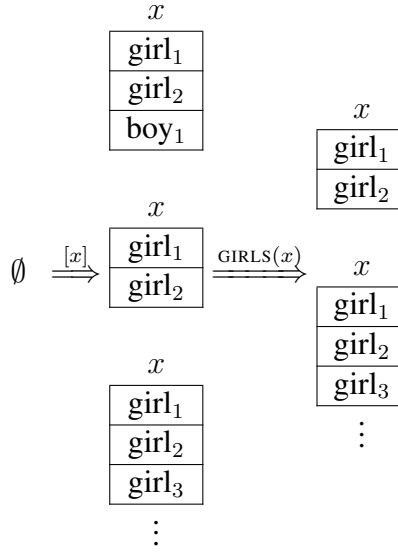 x
girl₁
girl₂
boy₁
x
girl₁
girl₂
∅ [x] ⟹
x
girl₁
girl₂
GIRLS(x) ⟹
x
girl₁
girl₂
girl₃
⋮
x
girl₁
girl₂
girl₃
⋮